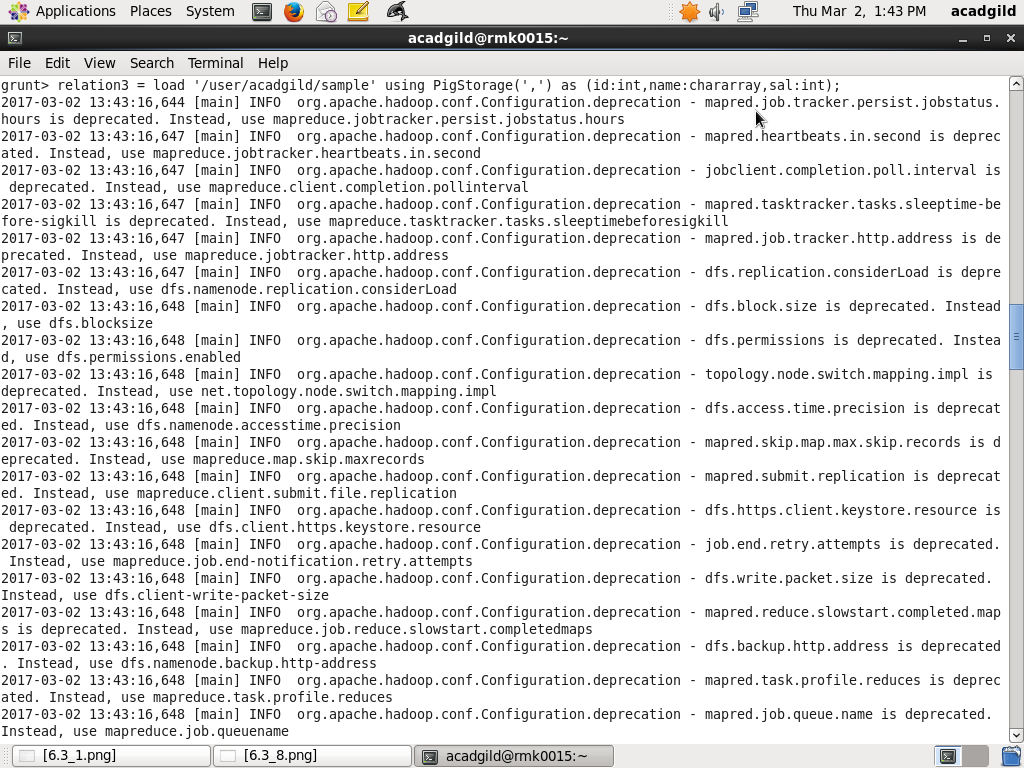 Applications Places System Thu Mar 2, 1:43 PM acadgild
acadgild@rmk0015:~
File Edit View Search Terminal Help
grunt> relation3 = load '/user/acadgild/sample' using PigStorage(',') as (id:int,name:chararray,sal:int);
2017-03-02 13:43:16,644 [main] INFO  org.apache.hadoop.conf.Configuration.deprecation - mapred.job.tracker.persist.jobstatus.
hours is deprecated. Instead, use mapreduce.jobtracker.persist.jobstatus.hours
2017-03-02 13:43:16,647 [main] INFO  org.apache.hadoop.conf.Configuration.deprecation - mapred.heartbeats.in.second is deprec
ated. Instead, use mapreduce.jobtracker.heartbeats.in.second
2017-03-02 13:43:16,647 [main] INFO  org.apache.hadoop.conf.Configuration.deprecation - jobclient.completion.poll.interval is
 deprecated. Instead, use mapreduce.client.completion.pollinterval
2017-03-02 13:43:16,647 [main] INFO  org.apache.hadoop.conf.Configuration.deprecation - mapred.tasktracker.tasks.sleeptime-be
fore-sigkill is deprecated. Instead, use mapreduce.tasktracker.tasks.sleeptimebeforesigkill
2017-03-02 13:43:16,647 [main] INFO  org.apache.hadoop.conf.Configuration.deprecation - mapred.job.tracker.http.address is de
precated. Instead, use mapreduce.jobtracker.http.address
2017-03-02 13:43:16,647 [main] INFO  org.apache.hadoop.conf.Configuration.deprecation - dfs.replication.considerLoad is depre
cated. Instead, use dfs.namenode.replication.considerLoad
2017-03-02 13:43:16,648 [main] INFO  org.apache.hadoop.conf.Configuration.deprecation - dfs.block.size is deprecated. Instead
, use dfs.blocksize
2017-03-02 13:43:16,648 [main] INFO  org.apache.hadoop.conf.Configuration.deprecation - dfs.permissions is deprecated. Instea
d, use dfs.permissions.enabled
2017-03-02 13:43:16,648 [main] INFO  org.apache.hadoop.conf.Configuration.deprecation - topology.node.switch.mapping.impl is
deprecated. Instead, use net.topology.node.switch.mapping.impl
2017-03-02 13:43:16,648 [main] INFO  org.apache.hadoop.conf.Configuration.deprecation - dfs.access.time.precision is deprecat
ed. Instead, use dfs.namenode.accesstime.precision
2017-03-02 13:43:16,648 [main] INFO  org.apache.hadoop.conf.Configuration.deprecation - mapred.skip.map.max.skip.records is d
eprecated. Instead, use mapreduce.map.skip.maxrecords
2017-03-02 13:43:16,648 [main] INFO  org.apache.hadoop.conf.Configuration.deprecation - mapred.submit.replication is deprecat
ed. Instead, use mapreduce.client.submit.file.replication
2017-03-02 13:43:16,648 [main] INFO  org.apache.hadoop.conf.Configuration.deprecation - dfs.https.client.keystore.resource is
 deprecated. Instead, use dfs.client.https.keystore.resource
2017-03-02 13:43:16,648 [main] INFO  org.apache.hadoop.conf.Configuration.deprecation - job.end.retry.attempts is deprecated.
 Instead, use mapreduce.job.end-notification.retry.attempts
2017-03-02 13:43:16,648 [main] INFO  org.apache.hadoop.conf.Configuration.deprecation - dfs.write.packet.size is deprecated.
Instead, use dfs.client-write-packet-size
2017-03-02 13:43:16,648 [main] INFO  org.apache.hadoop.conf.Configuration.deprecation - mapred.reduce.slowstart.completed.map
s is deprecated. Instead, use mapreduce.job.reduce.slowstart.completedmaps
2017-03-02 13:43:16,648 [main] INFO  org.apache.hadoop.conf.Configuration.deprecation - dfs.backup.http.address is deprecated
. Instead, use dfs.namenode.backup.http-address
2017-03-02 13:43:16,648 [main] INFO  org.apache.hadoop.conf.Configuration.deprecation - mapred.task.profile.reduces is deprec
ated. Instead, use mapreduce.task.profile.reduces
2017-03-02 13:43:16,648 [main] INFO  org.apache.hadoop.conf.Configuration.deprecation - mapred.job.queue.name is deprecated.
Instead, use mapreduce.job.queuename
[6.3_1.png] [6.3_8.png] acadgild@rmk0015:~